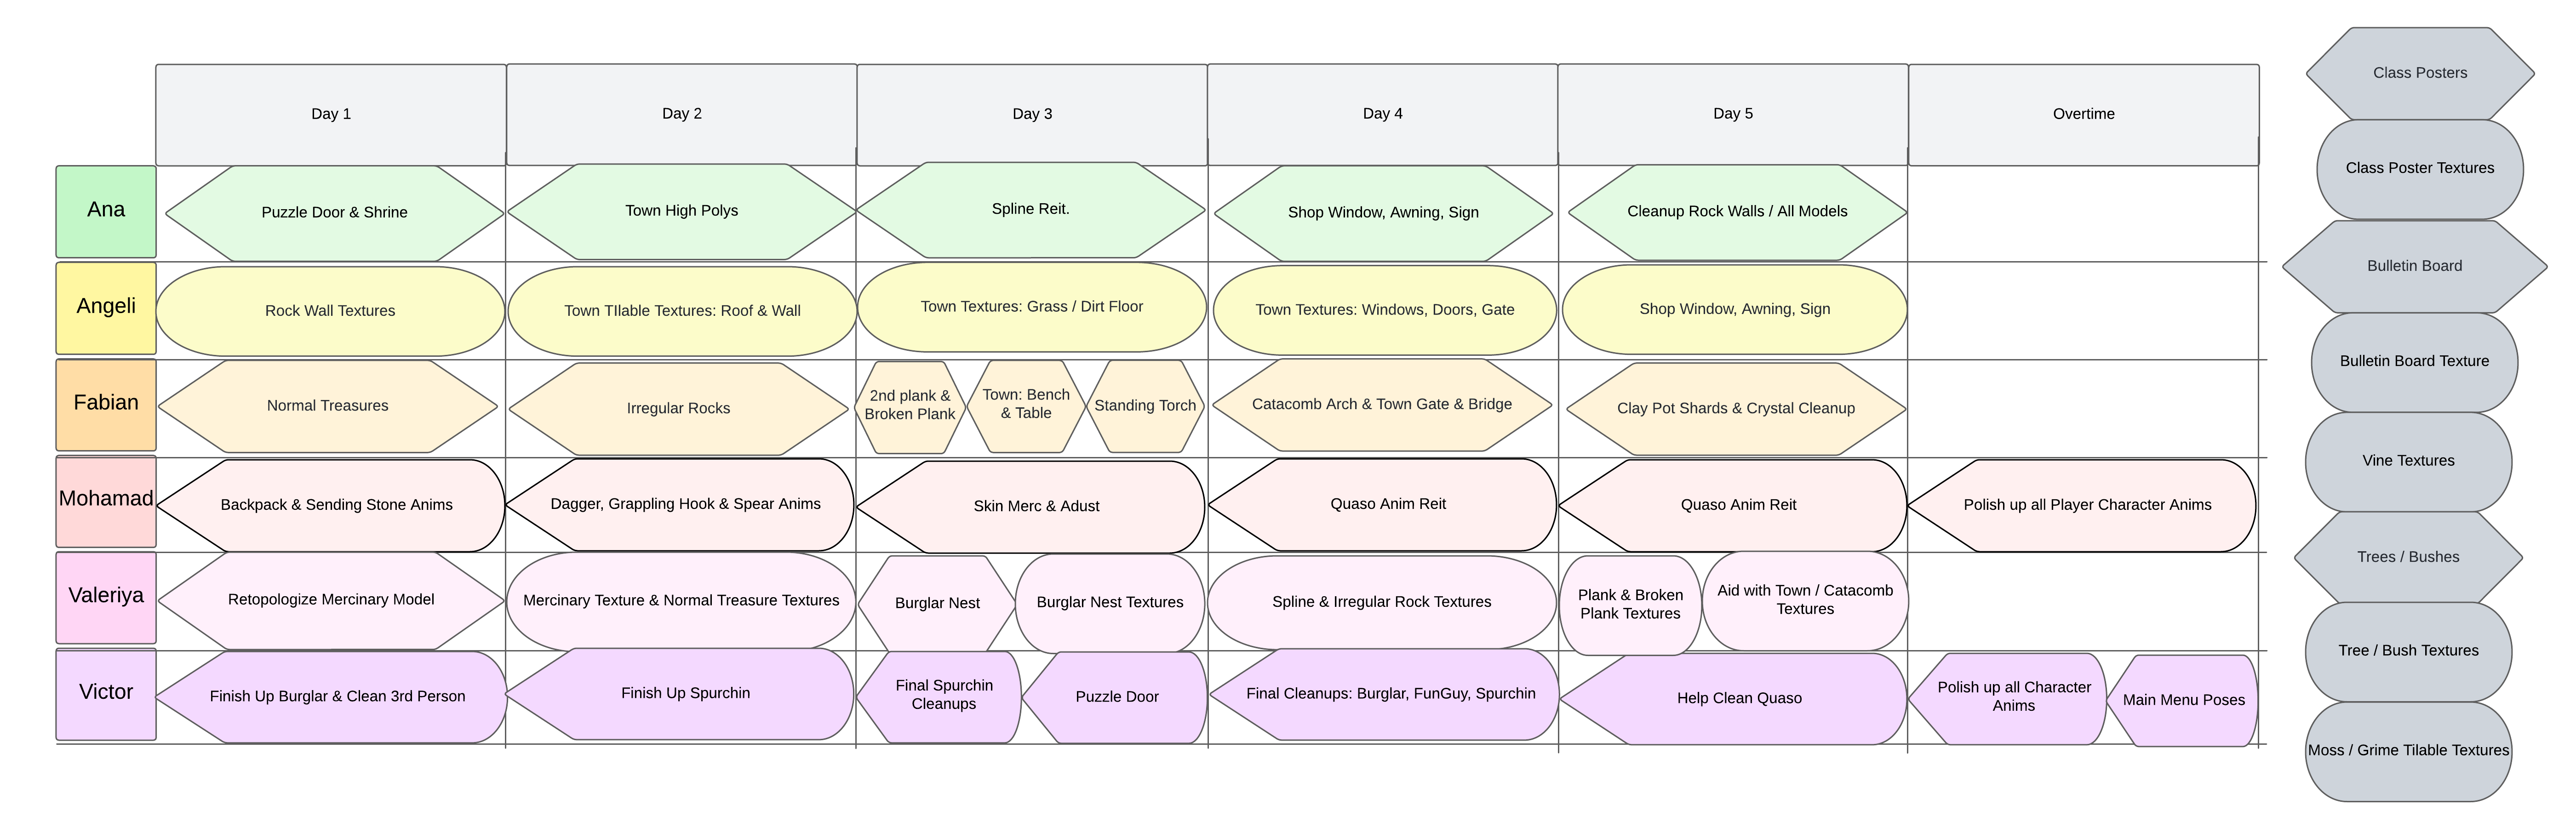 Day 1
Day 2
Day 3
Day 4
Day 5
Overtime
Ana
Puzzle Door & Shrine
Town High Polys
Spline Reit.
Shop Window, Awning, Sign
Cleanup Rock Walls / All Models
Angeli
Rock Wall Textures
Town TIlable Textures: Roof & Wall
Town Textures: Grass / Dirt Floor
Town Textures: Windows, Doors, Gate
Shop Window, Awning, Sign
Fabian
Normal Treasures
Irregular Rocks
2nd plank &
Broken Plank
Town: Bench
& Table
Standing Torch
Catacomb Arch & Town Gate & Bridge
Clay Pot Shards & Crystal Cleanup
Mohamad
Backpack & Sending Stone Anims
Dagger, Grappling Hook & Spear Anims
Skin Merc & Adust
Quaso Anim Reit
Quaso Anim Reit
Polish up all Player Character Anims
Valeriya
Retopologize Mercinary Model
Mercinary Texture & Normal Treasure Textures
Burglar Nest
Burglar Nest Textures
Spline & Irregular Rock Textures
Plank & Broken
Plank Textures
Aid with Town / Catacomb
Textures
Victor
Finish Up Burglar & Clean 3rd Person
Finish Up Spurchin
Final Spurchin
Cleanups
Puzzle Door
Final Cleanups: Burglar, FunGuy, Spurchin
Help Clean Quaso
Polish up all Character
Anims
Main Menu Poses
Class Posters
Class Poster Textures
Bulletin Board
Bulletin Board Texture
Vine Textures
Trees / Bushes
Tree / Bush Textures
Moss / Grime Tilable Textures